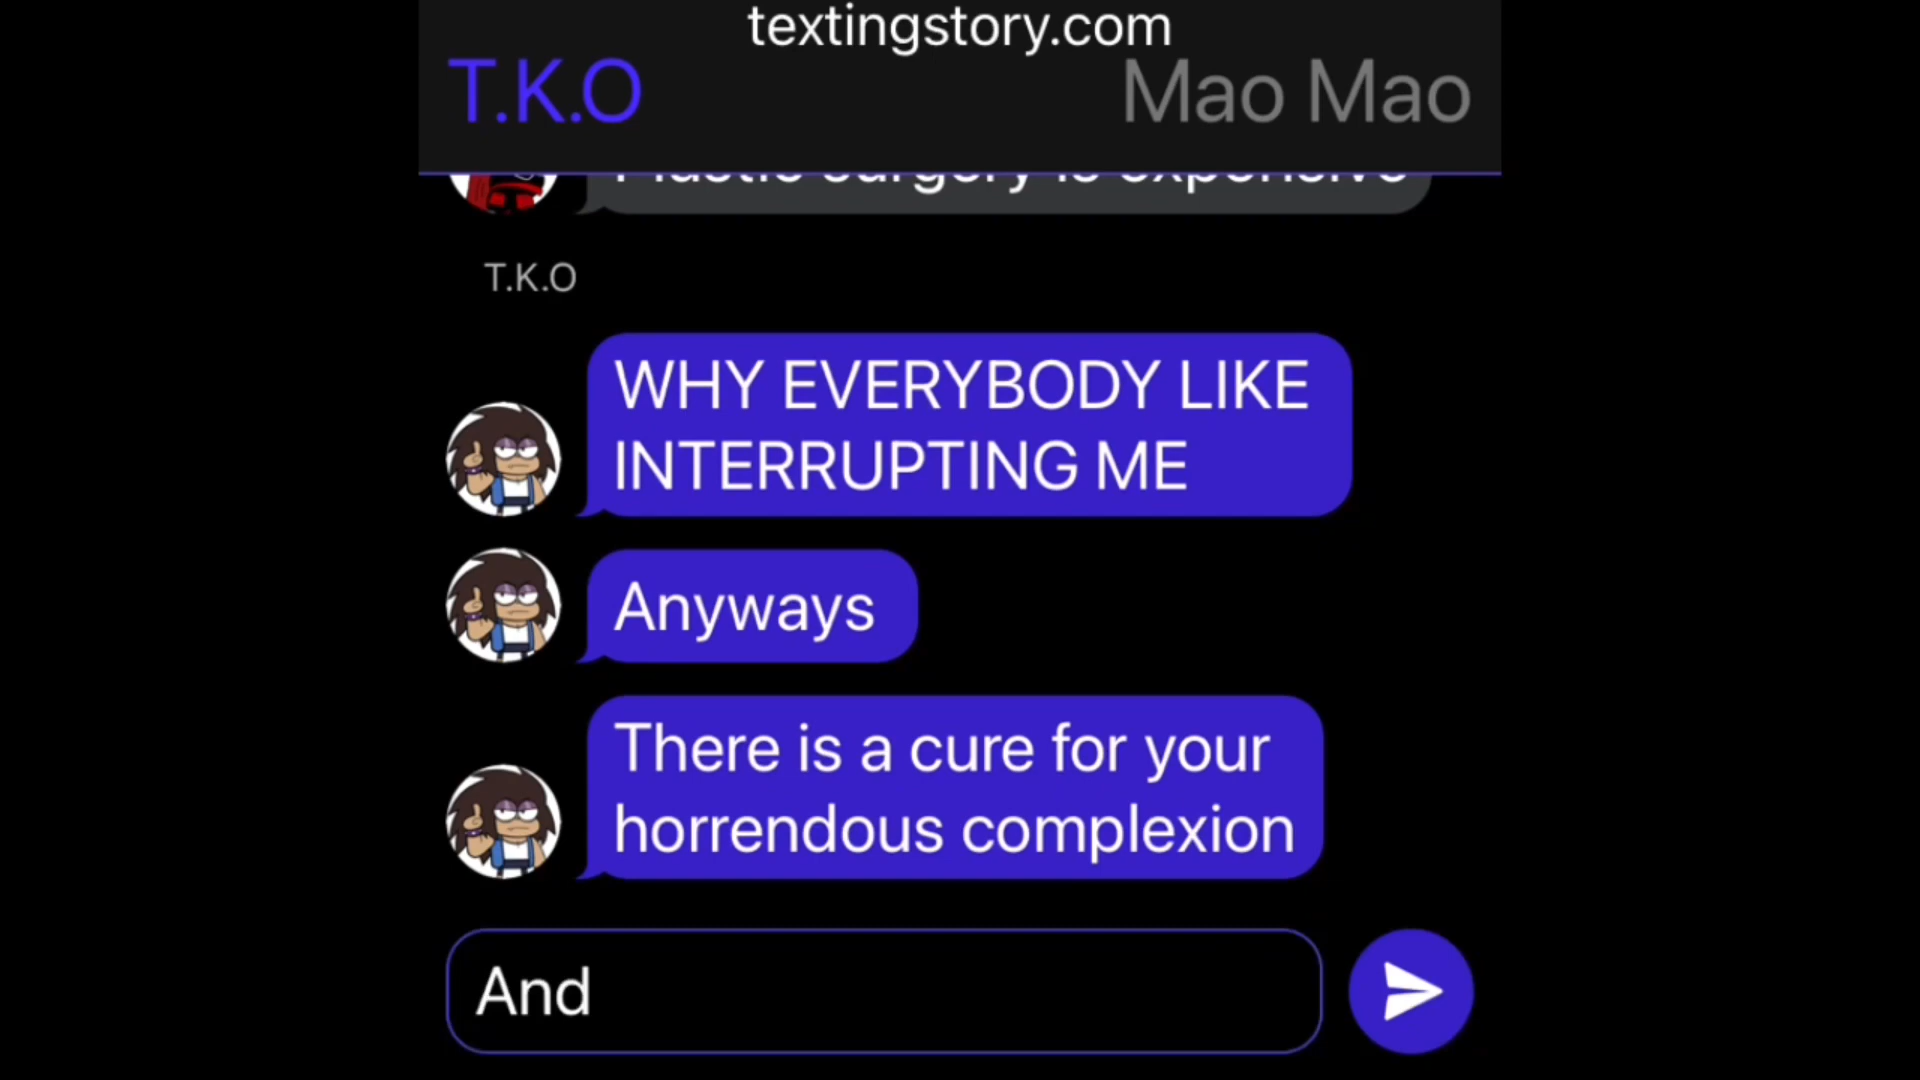 textingstory.com
T.K.O Mao Mao
Plastic surgery is expensive
T.K.O
WHY EVERYBODY LIKE
INTERRUPTING ME
Anyways
There is a cure for your
horrendous complexion
And